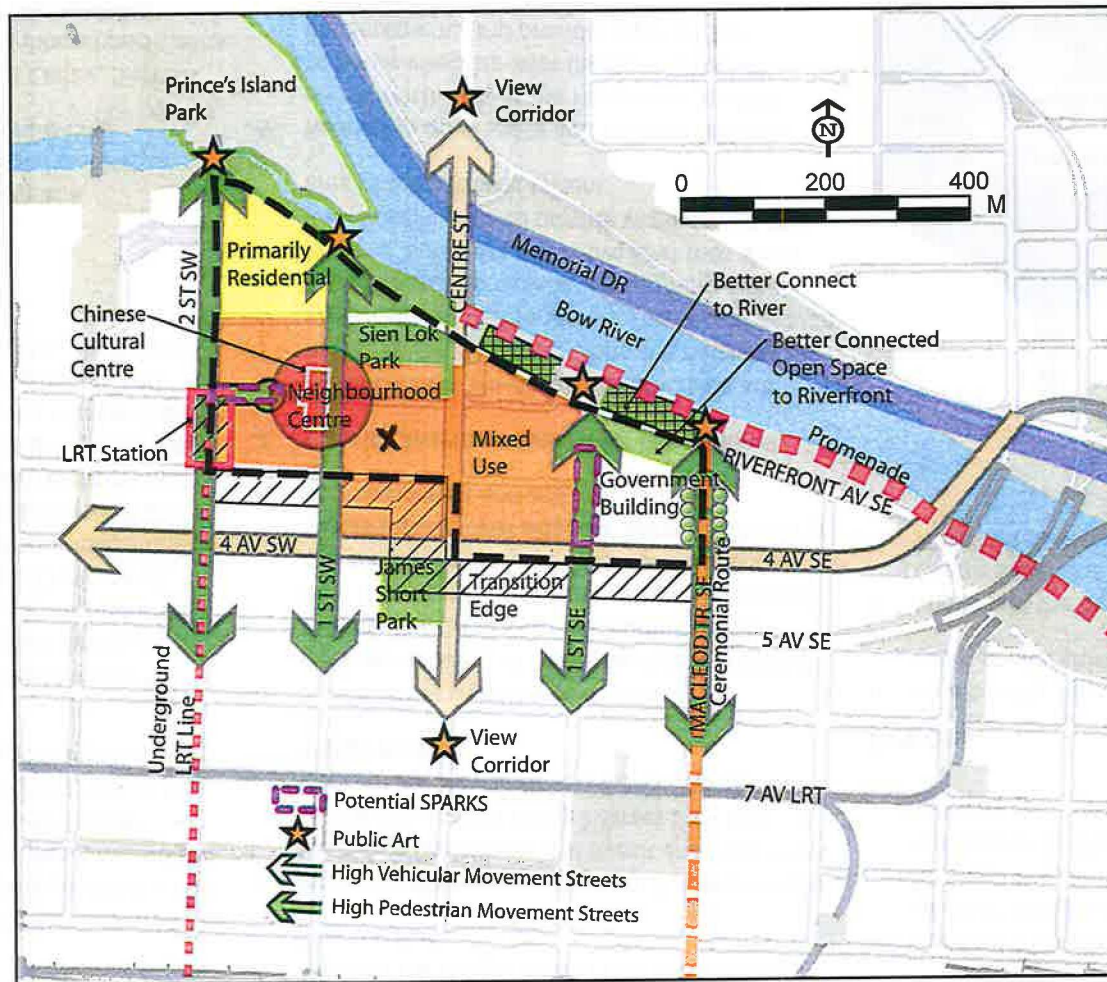 Prince's Island
Park
View
Corridor
N
0 200 400
M
2 ST SW
Primarily
Residential
CENTRE ST
Memorial DR
Bow River
Better Connect
to River
Chinese
Cultural
Centre
Sien Lok
Park
Better Connected
Open Space
to Riverfront
Neighbourhood
Centre
LRT Station
X
Mixed
Use
Promenade
RIVERFRONT AV SE
Government
Building
4 AV SW
4 AV SE
1 ST SW
James
Short
Park
Transition
Edge
1 ST SE
MACLEOD TR SE
Ceremonial Route
5 AV SE
Underground
LRT Line
View
Corridor
7 AV LRT
Potential SPARKS
Public Art
High Vehicular Movement Streets
High Pedestrian Movement Streets